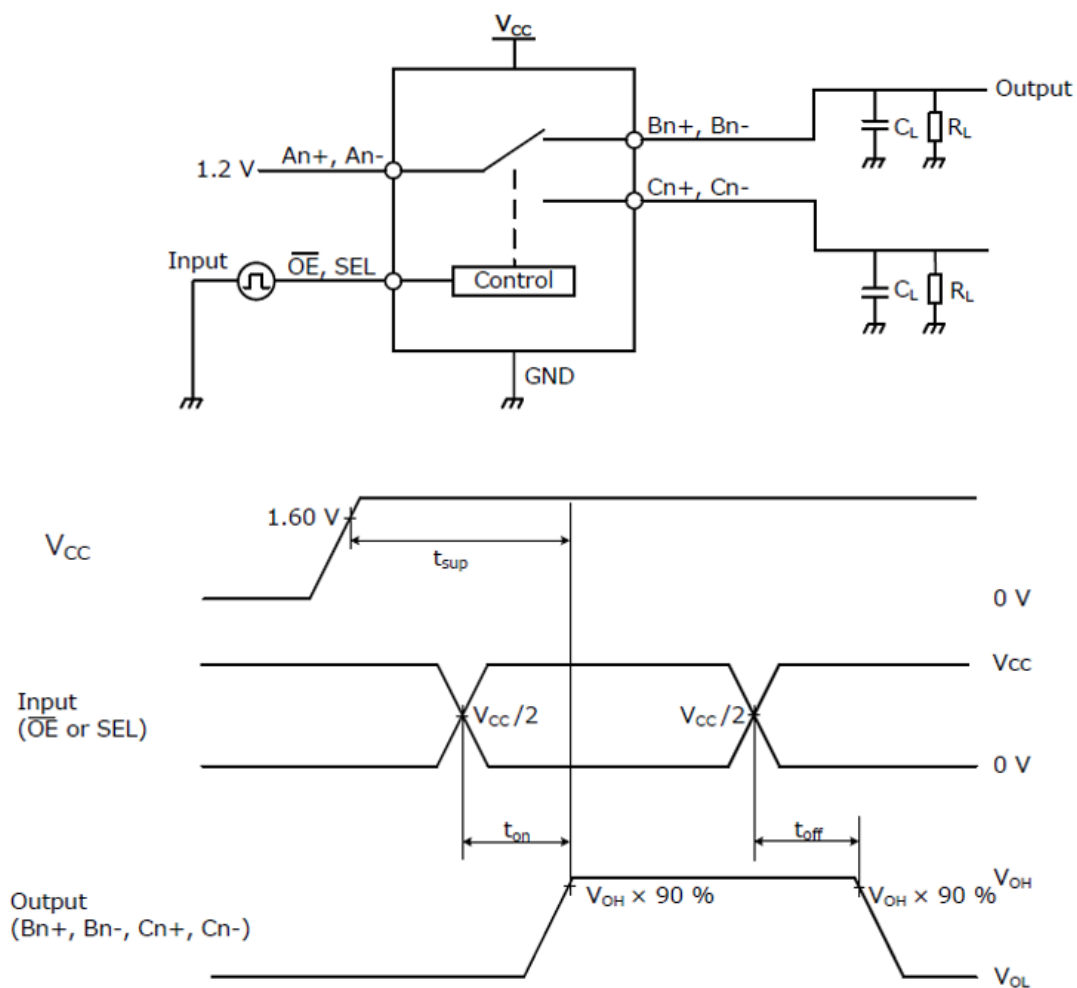 VCC
Output
Bn+, Bn-
CL RL
1.2 V An+, An-
Cn+, Cn-
Input
OE, SEL
Control
CL RL
GND
1.60 V
VCC
tsup
0 V
VCC
Input
(OE or SEL)
VCC/2
VCC/2
0 V
ton
toff
VOH
Output
(Bn+, Bn-, Cn+, Cn-)
VOH × 90 %
VOH × 90 %
VOL